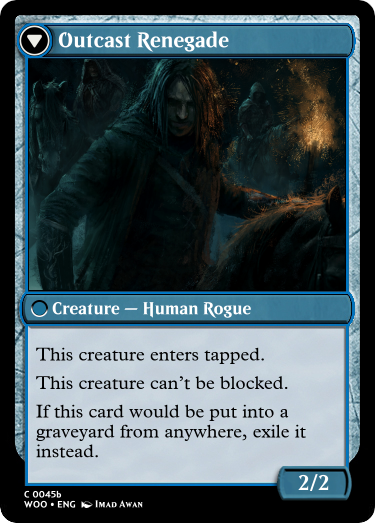 Outcast Renegade
Creature — Human Rogue
This creature enters tapped.
This creature can't be blocked.
If this card would be put into a
graveyard from anywhere, exile it
instead.
2/2
C 0045b
WOO • ENG Imad Awan